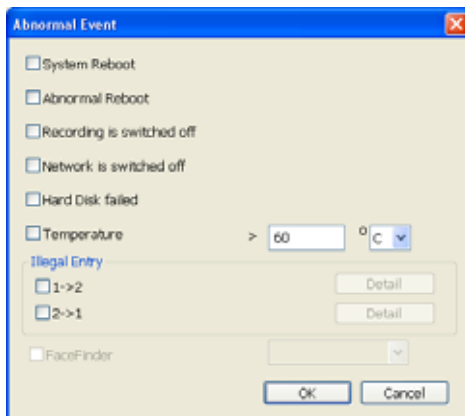 Abnormal Event
System Reboot
Abnormal Reboot
Recording is switched off
Network is switched off
Hard Disk failed
Temperature > 60 °C
Illegal Entry
1->2 Detail
2->1 Detail
FaceFinder
OK Cancel